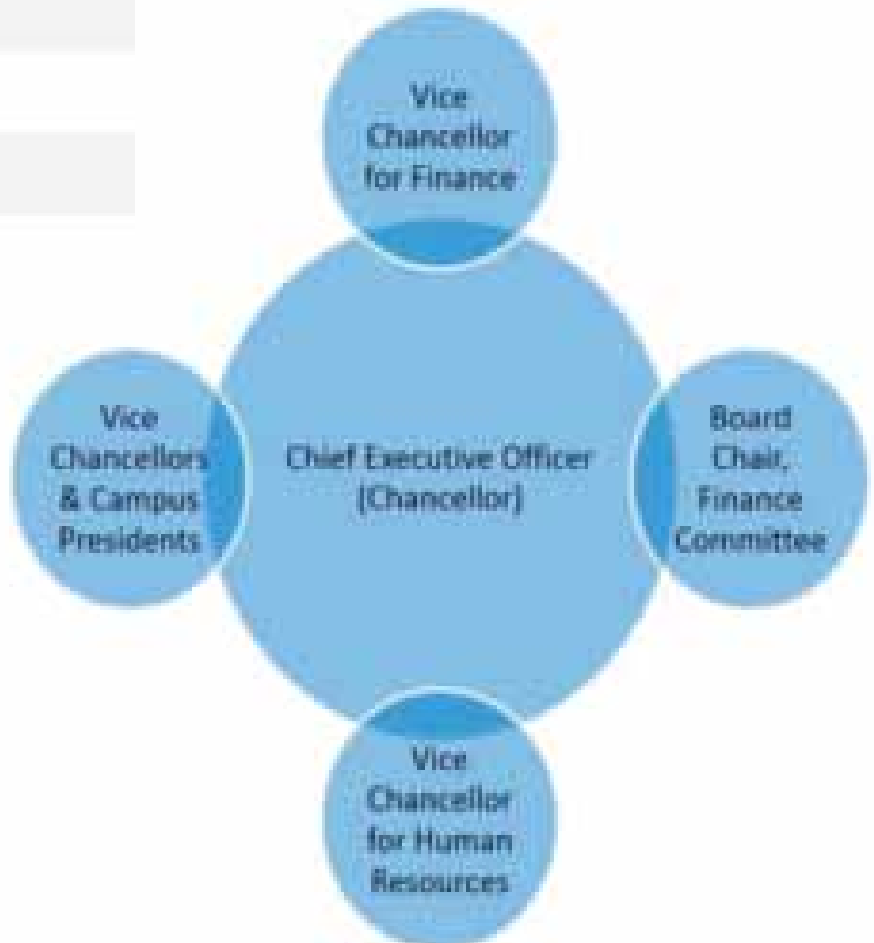 Vice
Chancellor
for Finance
Vice
Chancellors
& Campus
Presidents
Chief Executive Officer
(Chancellor)
Board
Chair,
Finance
Committee
Vice
Chancellor
for Human
Resources